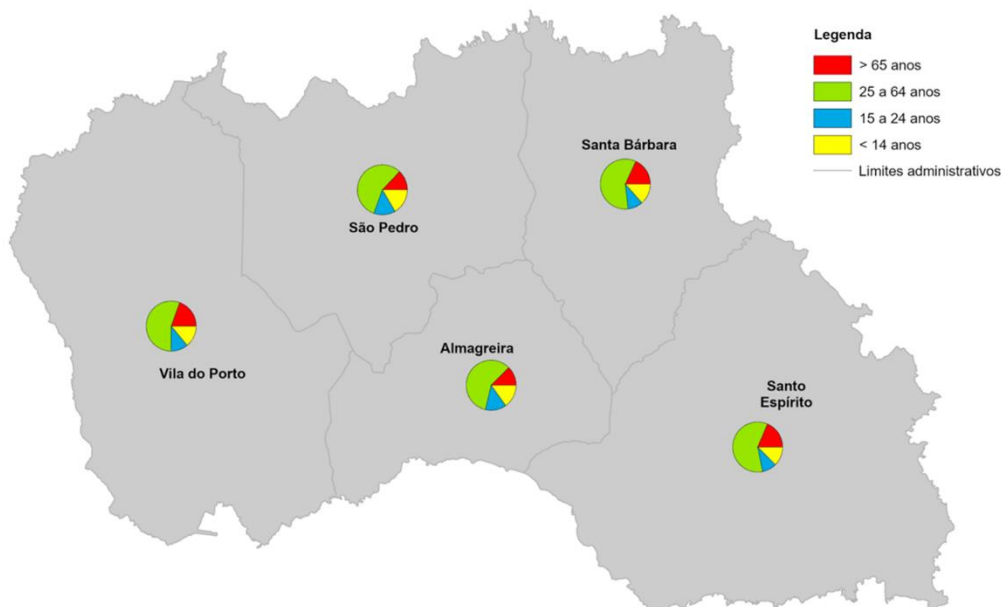 Legenda
> 65 anos
25 a 64 anos
15 a 24 anos
< 14 anos
Limites administrativos
Santa Bárbara
São Pedro
Almagreira
Vila do Porto
Santo
Espírito